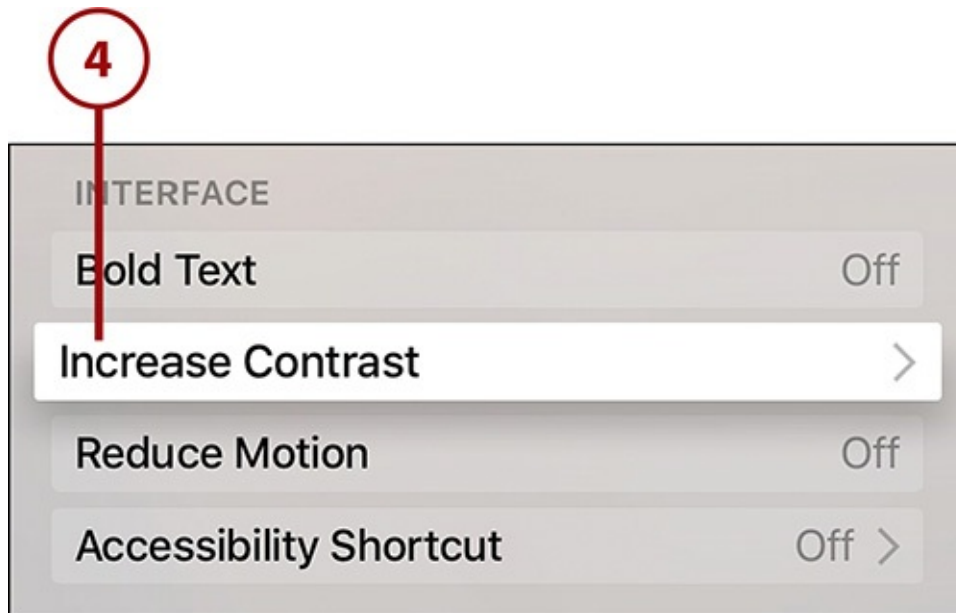 4
INTERFACE
Bold Text Off
Increase Contrast
Reduce Motion Off
Accessibility Shortcut Off